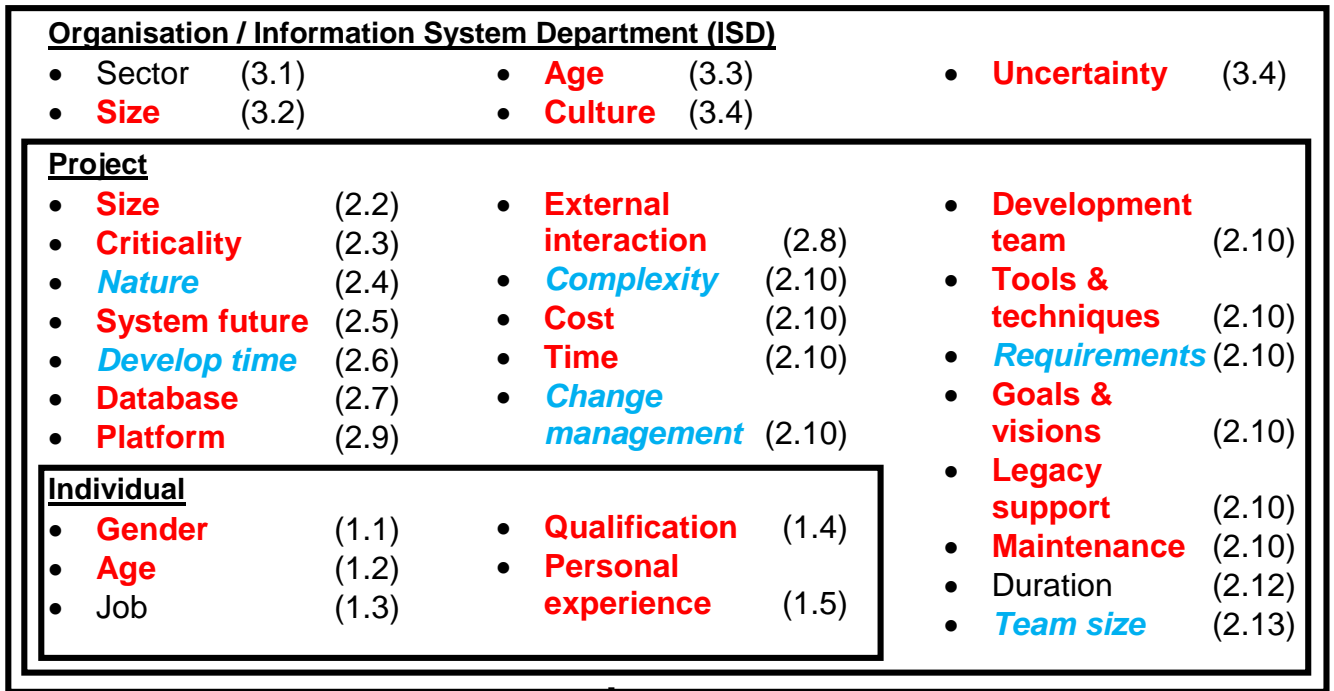 Organisation / Information System Department (ISD)
• Sector (3.1)
• Size (3.2)
• Age (3.3)
• Culture (3.4)
• Uncertainty (3.4)
Project
• Size (2.2)
• Criticality (2.3)
• Nature (2.4)
• System future (2.5)
• Develop time (2.6)
• Database (2.7)
• Platform (2.9)
• External
interaction (2.8)
• Complexity (2.10)
• Cost (2.10)
• Time (2.10)
• Change
management (2.10)
• Development
team (2.10)
• Tools &
techniques (2.10)
• Requirements (2.10)
• Goals &
visions (2.10)
• Legacy
support (2.10)
• Maintenance (2.10)
• Duration (2.12)
• Team size (2.13)
Individual
• Gender (1.1)
• Age (1.2)
• Job (1.3)
• Qualification (1.4)
• Personal
experience (1.5)